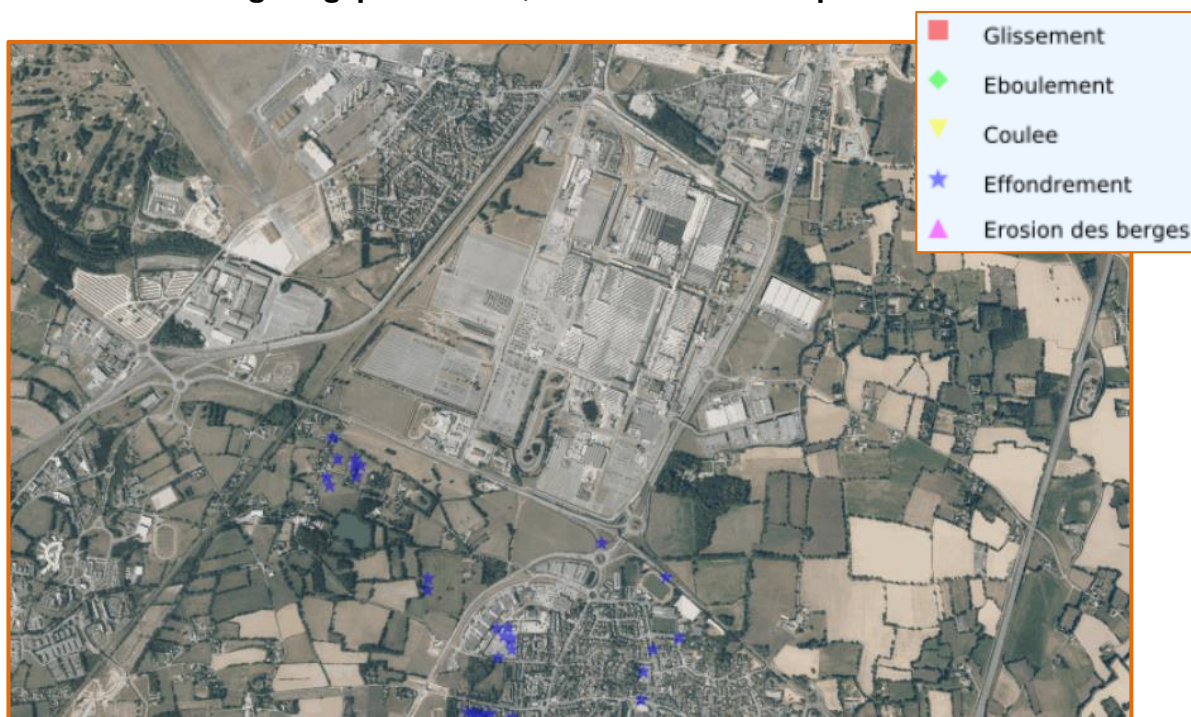 Glissement
Eboulement
Coulee
Effondrement
Erosion des berges